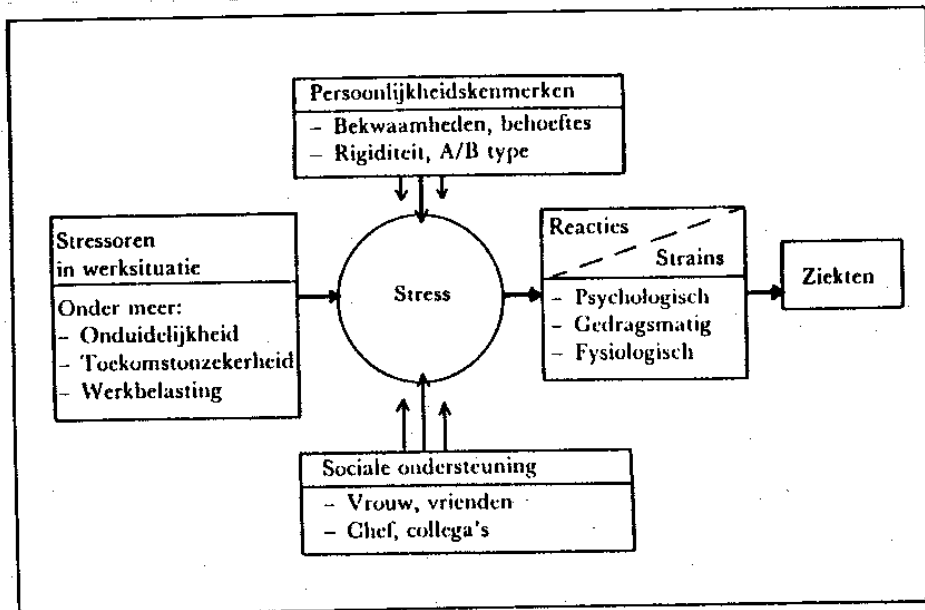 Persoonlijkheidskenmerken
– Bekwaamheden, behoeftes
– Rigiditeit, A/B type
Stressoren
in werksituatie
Onder meer:
– Onduidelijkheid
– Toekomstonzekerheid
– Werkbelasting
Stress
Reacties
Strains
– Psychologisch
– Gedragsmatig
– Fysiologisch
Ziekten
Sociale ondersteuning
– Vrouw, vrienden
– Chef, collega's